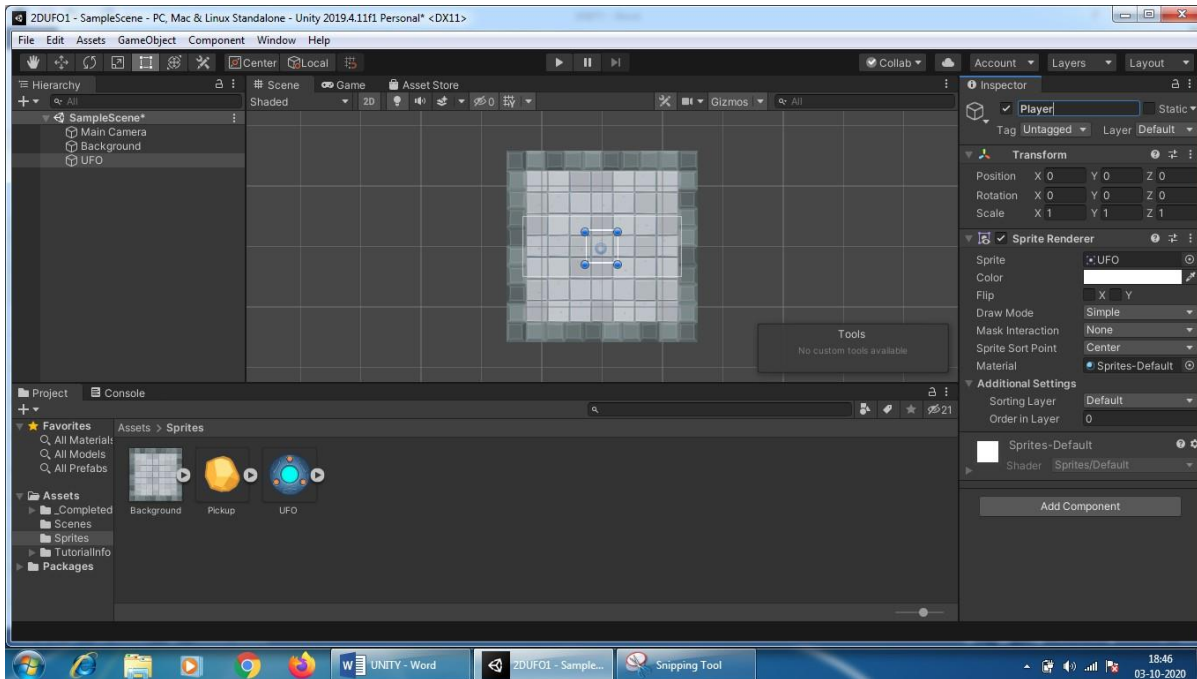 2DUFO1 - SampleScene - PC, Mac & Linux Standalone - Unity 2019.4.11f1 Personal* <DX11>
File Edit Assets GameObject Component Window Help
Center Local Collab Account Layers Layout
Hierarchy
All
SampleScene*
Main Camera
Background
UFO
Scene Game Asset Store
Shaded 2D 0 Gizmos All
Tools
No custom tools available
Inspector
Player Static
Tag Untagged Layer Default
Transform
Position X 0 Y 0 Z 0
Rotation X 0 Y 0 Z 0
Scale X 1 Y 1 Z 1
Sprite Renderer
Sprite UFO
Color
Flip X Y
Draw Mode Simple
Mask Interaction None
Sprite Sort Point Center
Material Sprites-Default
Additional Settings
Sorting Layer Default
Order in Layer 0
Sprites-Default
Shader Sprites/Default
Add Component
Project Console
21
Favorites
All Materials
All Models
All Prefabs
Assets
_Completed
Scenes
Sprites
TutorialInfo
Packages
Assets > Sprites
Background Pickup UFO
UNITY - Word 2DUFO1 - Sample... Snipping Tool
18:46
03-10-2020